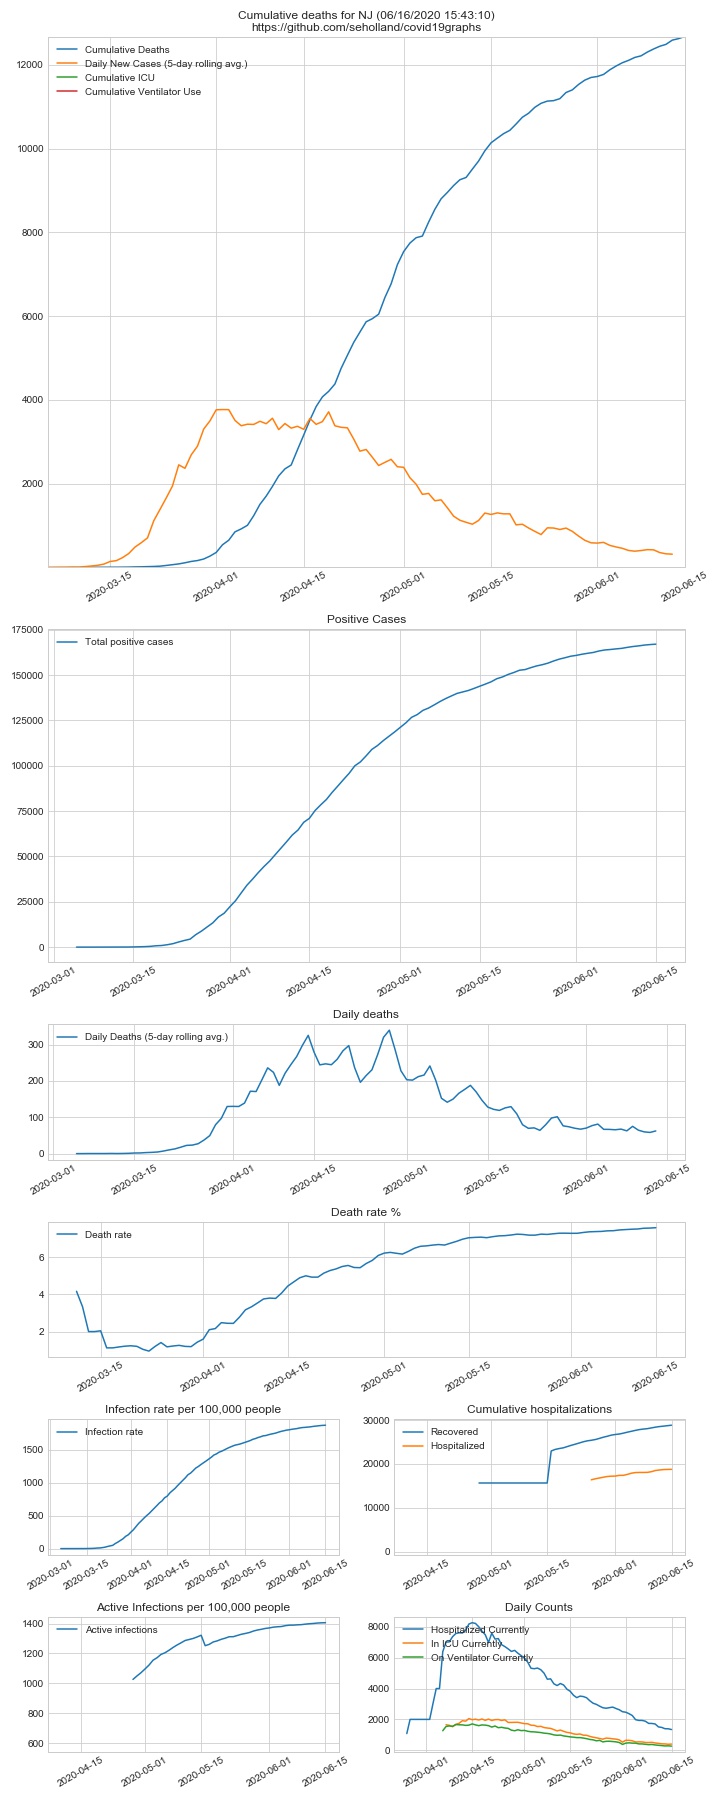 Cumulative deaths for NJ (06/16/2020 15:43:10)
https://github.com/seholland/covid19graphs
Cumulative Deaths
Daily New Cases (5-day rolling avg.)
Cumulative ICU
Cumulative Ventilator Use
12000
10000
8000
6000
4000
2000
2020-03-15 2020-04-01 2020-04-15 2020-05-01 2020-05-15 2020-06-01 2020-06-15
Positive Cases
Total positive cases
175000
150000
125000
100000
75000
50000
25000
0
2020-03-01 2020-03-15 2020-04-01 2020-04-15 2020-05-01 2020-05-15 2020-06-01 2020-06-15
Daily deaths
Daily Deaths (5-day rolling avg.)
300
200
100
0
2020-03-01 2020-03-15 2020-04-01 2020-04-15 2020-05-01 2020-05-15 2020-06-01 2020-06-15
Death rate %
Death rate
6
4
2
2020-03-15 2020-04-01 2020-04-15 2020-05-01 2020-05-15 2020-06-01 2020-06-15
Infection rate per 100,000 people
Infection rate
1500
1000
500
0
2020-03-01 2020-03-15 2020-04-01 2020-04-15 2020-05-01 2020-05-15 2020-06-01 2020-06-15
Cumulative hospitalizations
Recovered
Hospitalized
30000
20000
10000
0
2020-04-15 2020-05-01 2020-05-15 2020-06-01 2020-06-15
Active Infections per 100,000 people
Active infections
1400
1200
1000
800
600
2020-04-15 2020-05-01 2020-05-15 2020-06-01 2020-06-15
Daily Counts
Hospitalized Currently
In ICU Currently
On Ventilator Currently
8000
6000
4000
2000
0
2020-04-01 2020-04-15 2020-05-01 2020-05-15 2020-06-01 2020-06-15